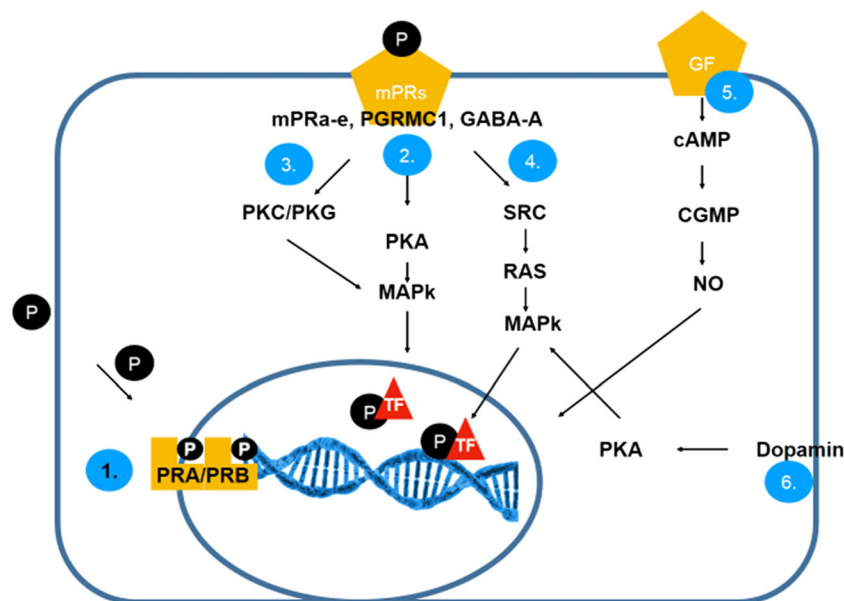 P
GF
mPRs
5.
mPRa-e, PGRMC1, GABA-A
cAMP
3.
2.
4.
PKC/PKG
SRC
CGMP
PKA
RAS
NO
MAPk
P
MAPk
P
P
TF
P
TF
P
P
PRA/PRB
1.
PKA
Dopamin
6.